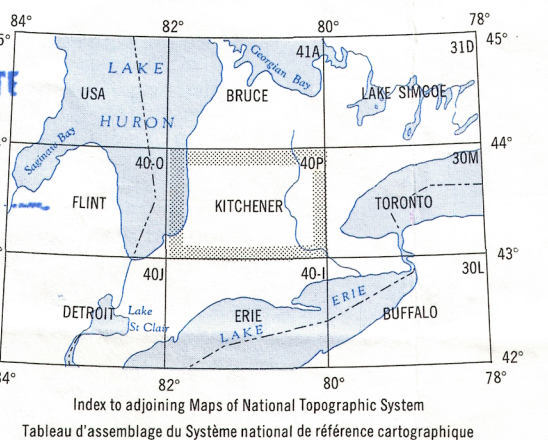 84° 82° 80° 78°
5° 45°
41A 31D
LAKE
Georgian Bay
TE
USA BRUCE LAKE SIMCOE
HURON
Saginaw Bay
44°
40-O 40P 30M
FLINT KITCHENER TORONTO
43°
40J 40-I 30L
DETROIT Lake St Clair ERIE ERIE BUFFALO
LAKE
42°
84° 82° 80° 78°
Index to adjoining Maps of National Topographic System
Tableau d'assemblage du Système national de référence cartographique